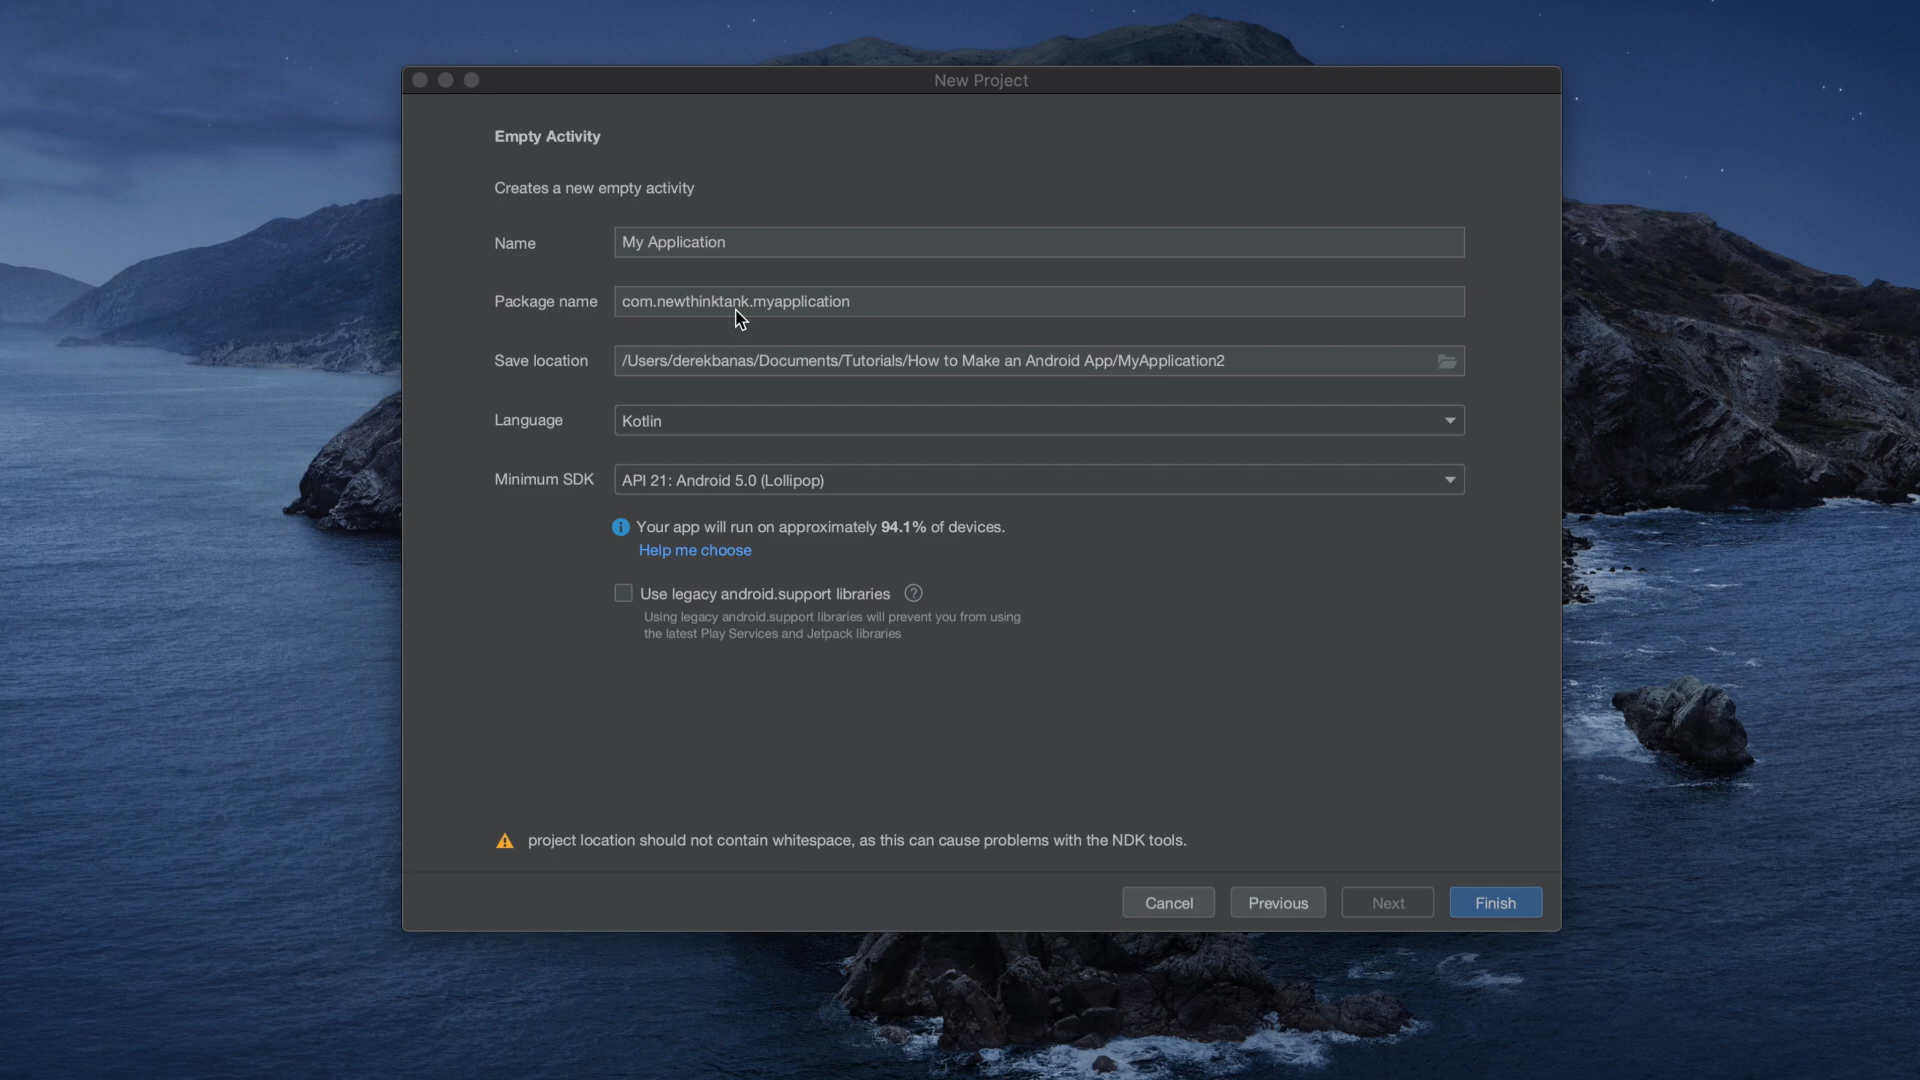 New Project
Empty Activity
Creates a new empty activity
Name My Application
Package name com.newthinktank.myapplication
Save location /Users/derekbanas/Documents/Tutorials/How to Make an Android App/MyApplication2
Language Kotlin
Minimum SDK API 21: Android 5.0 (Lollipop)
i Your app will run on approximately 94.1% of devices.
Help me choose
Use legacy android.support libraries ?
Using legacy android.support libraries will prevent you from using
the latest Play Services and Jetpack libraries
project location should not contain whitespace, as this can cause problems with the NDK tools.
Cancel Previous Next Finish